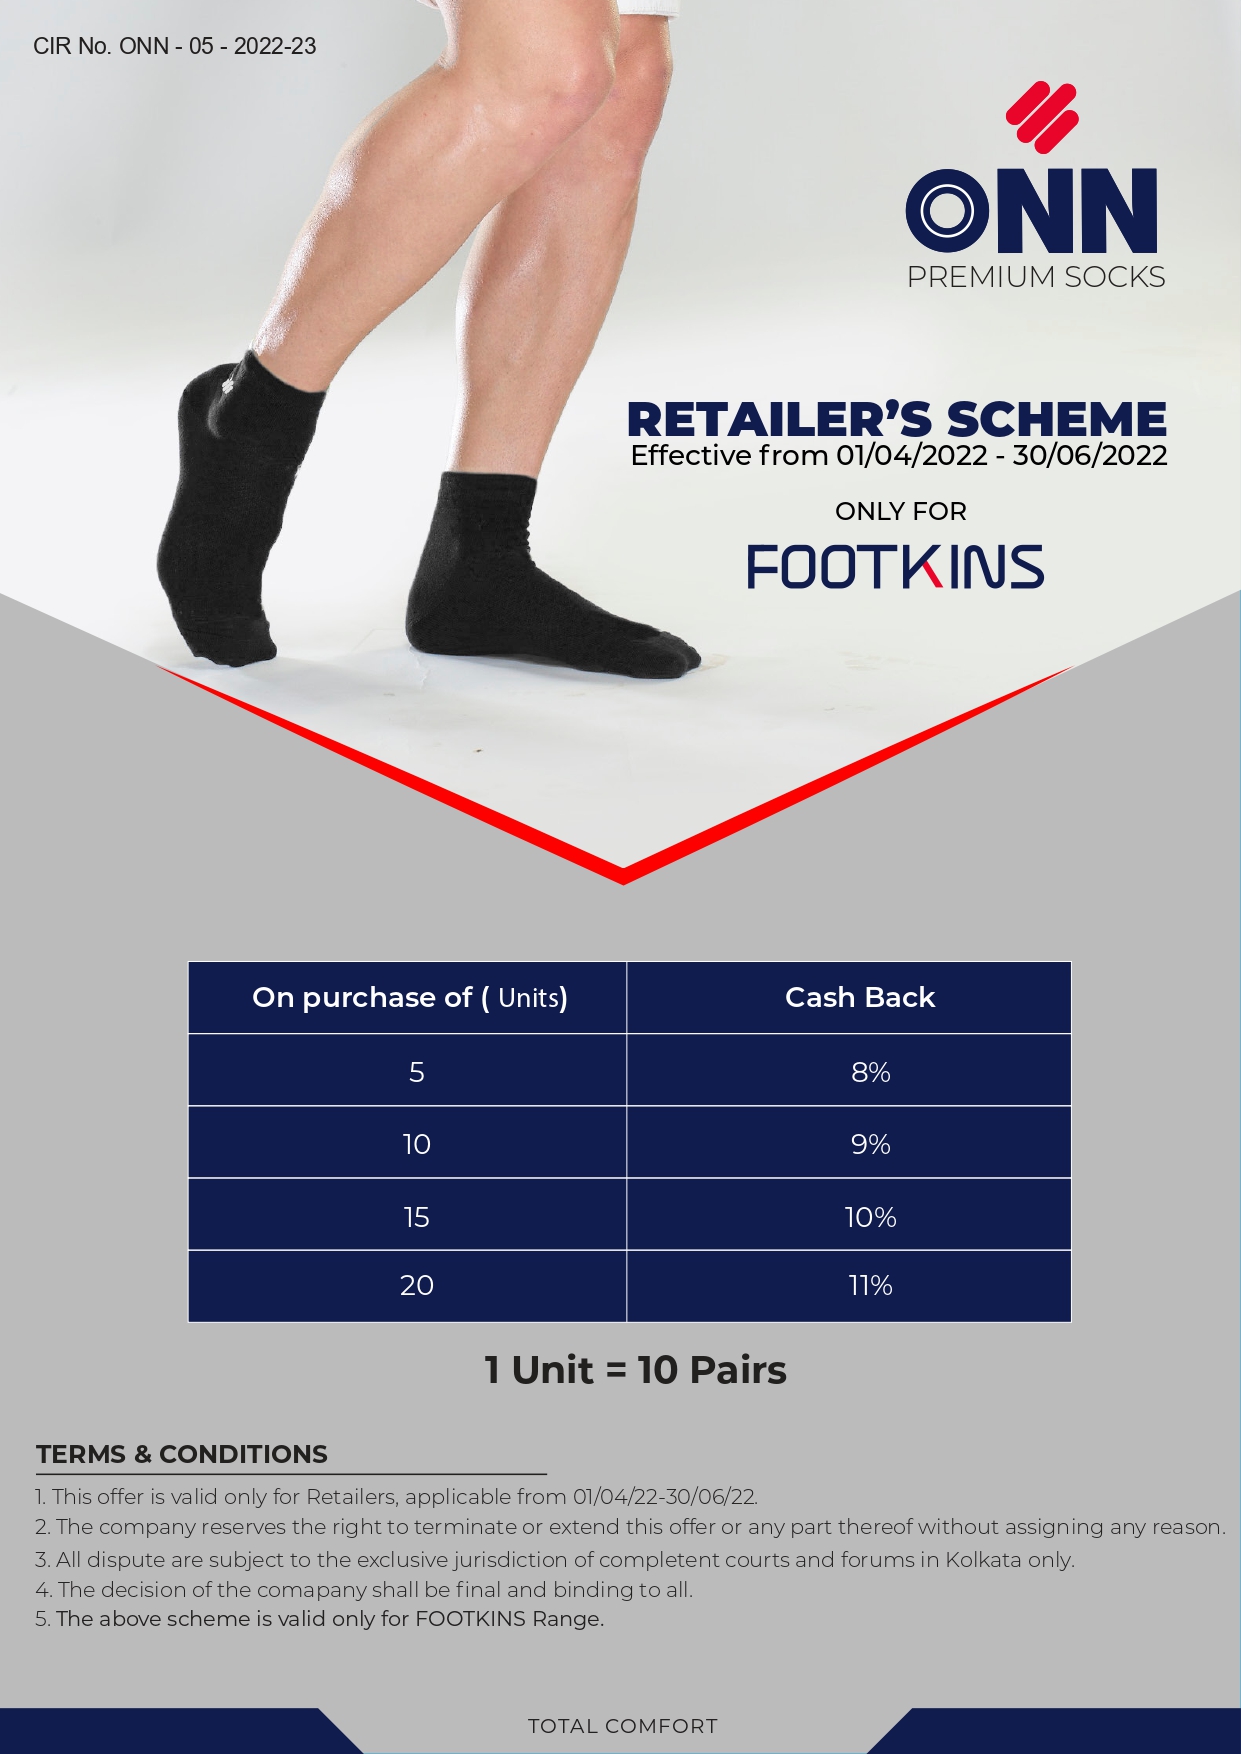 CIR No. ONN - 05 - 2022-23
ONN
PREMIUM SOCKS
RETAILER'S SCHEME
Effective from 01/04/2022 - 30/06/2022
ONLY FOR
FOOTKINS
On purchase of ( Units) Cash Back
5 8%
10 9%
15 10%
20 11%
1 Unit = 10 Pairs
TERMS & CONDITIONS
1. This offer is valid only for Retailers, applicable from 01/04/22-30/06/22.
2. The company reserves the right to terminate or extend this offer or any part thereof without assigning any reason.
3. All dispute are subject to the exclusive jurisdiction of completent courts and forums in Kolkata only.
4. The decision of the comapany shall be final and binding to all.
5. The above scheme is valid only for FOOTKINS Range.
TOTAL COMFORT